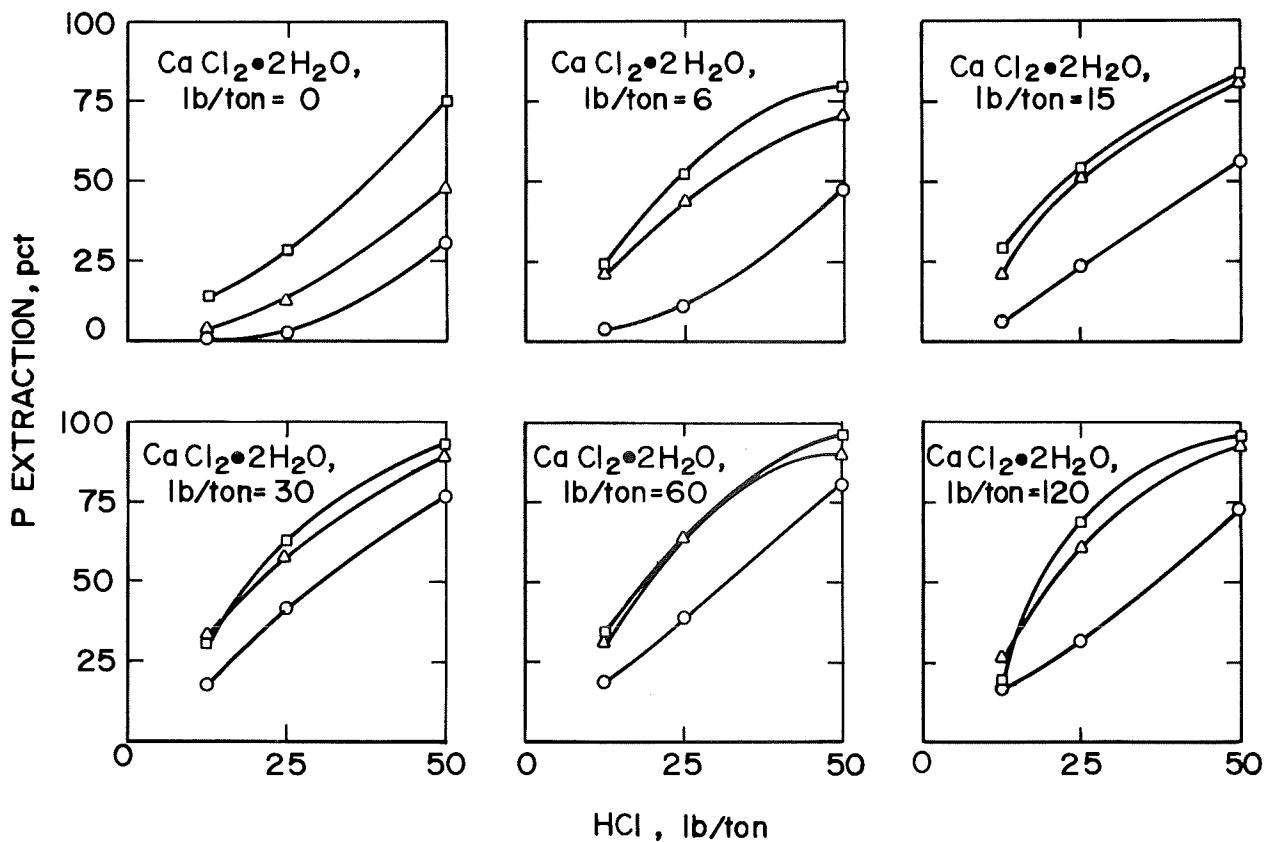 P EXTRACTION, pct
100
75
50
25
0
CaCl₂•2H₂O,
lb/ton = 0
CaCl₂•2H₂O,
lb/ton = 6
CaCl₂•2H₂O,
lb/ton = 15
100
75
50
25
0
25
50
CaCl₂•2H₂O,
lb/ton = 30
0
25
50
CaCl₂•2H₂O,
lb/ton = 60
0
25
50
CaCl₂•2H₂O,
lb/ton = 120
HCl, lb/ton